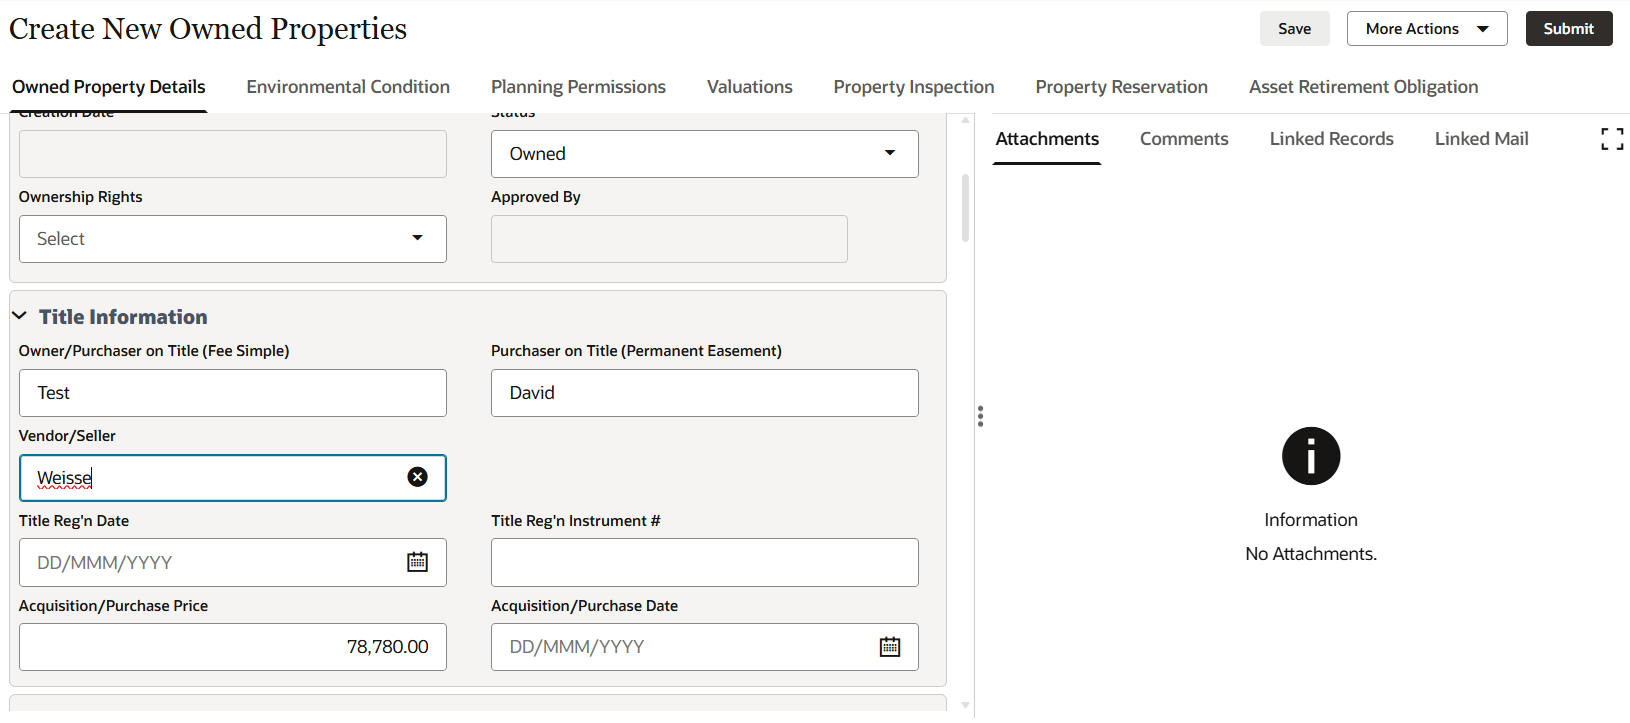 Create New Owned Properties
Save
More Actions
Submit
Owned Property Details
Environmental Condition
Planning Permissions
Valuations
Property Inspection
Property Reservation
Asset Retirement Obligation
Creation Date
Status
Owned
Ownership Rights
Approved By
Select
Title Information
Owner/Purchaser on Title (Fee Simple)
Purchaser on Title (Permanent Easement)
Test
David
Vendor/Seller
Weisse
Title Reg'n Date
Title Reg'n Instrument #
DD/MMM/YYYY
Acquisition/Purchase Price
Acquisition/Purchase Date
78,780.00
DD/MMM/YYYY
Attachments
Comments
Linked Records
Linked Mail
Information
No Attachments.